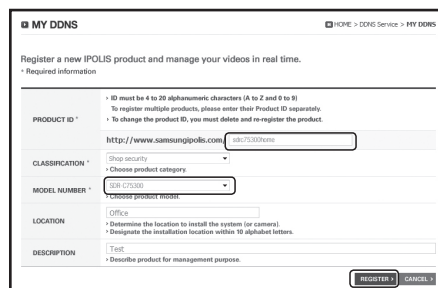 MY DDNS
HOME > DDNS Service > MY DDNS
Register a new IPOLIS product and manage your videos in real time.
* Required information
PRODUCT ID *
› ID must be 4 to 20 alphanumeric characters (A to Z and 0 to 9)
To register multiple products, please enter their Product ID separately.
› To change the product ID, you must delete and re-register the product.
http://www.samsungipolis.com/ sdrc75300home
CLASSIFICATION *
Shop security
› Choose product category.
MODEL NUMBER *
SDR-C75300
› Choose product model.
LOCATION
Office
› Determine the location to install the system (or camera).
› Designate the installation location within 10 alphabet letters.
DESCRIPTION
Test
› Describe product for management purpose.
REGISTER › CANCEL ›